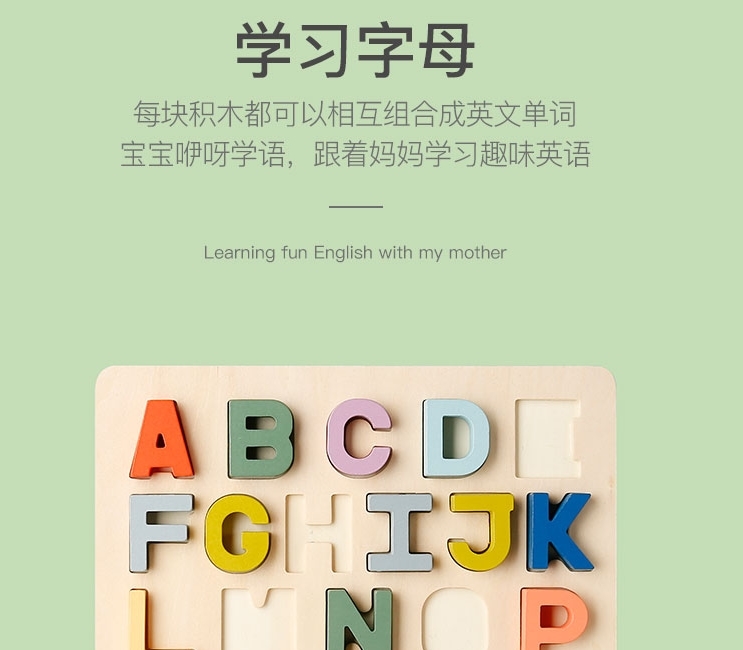 学习字母
每块积木都可以相互组合成英文单词
宝宝咿呀学语，跟着妈妈学习趣味英语
Learning fun English with my mother
A B C D E
F G H I J K
L M N O P